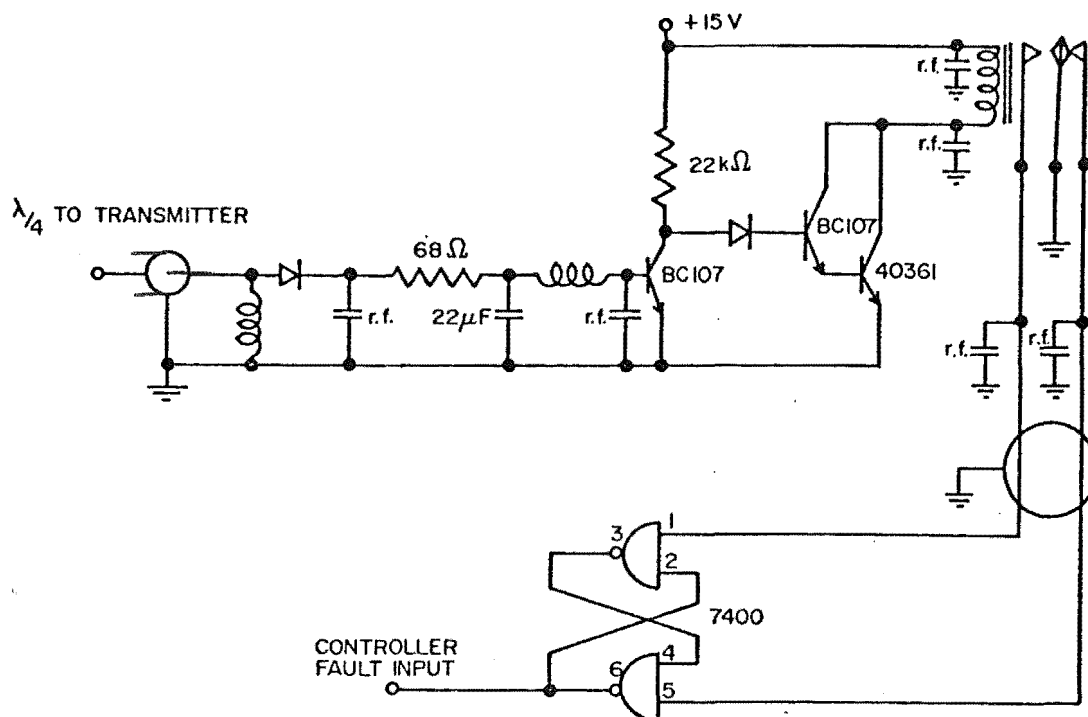 +15V
r.f.
r.f.
22kΩ
λ/4 TO TRANSMITTER
68Ω
BC107
BC107
40361
r.f.
22μF
r.f.
r.f.
r.f.
3
1
2
7400
CONTROLLER
FAULT INPUT
6
4
5